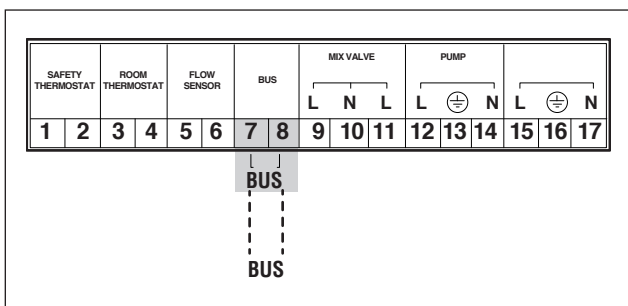 SAFETY THERMOSTAT
ROOM THERMOSTAT
FLOW SENSOR
BUS
MIX VALVE
PUMP
L N L L N L N
1 2 3 4 5 6 7 8 9 10 11 12 13 14 15 16 17
BUS
BUS